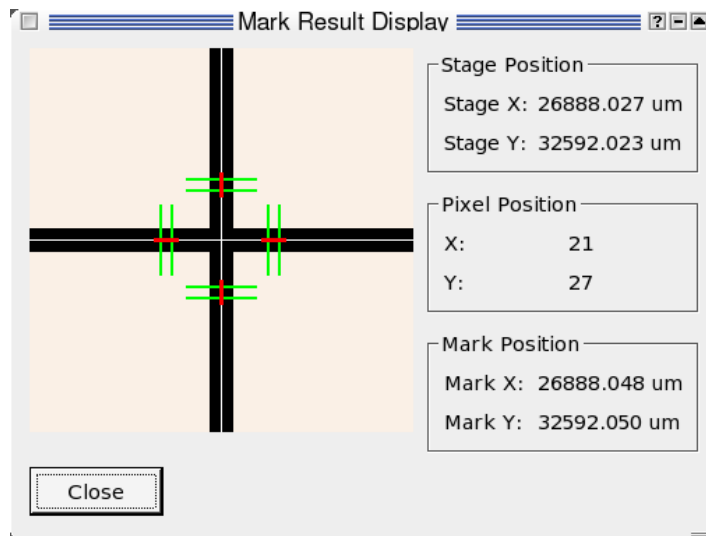 Mark Result Display
Stage Position
Stage X: 26888.027 um
Stage Y: 32592.023 um
Pixel Position
X: 21
Y: 27
Mark Position
Mark X: 26888.048 um
Mark Y: 32592.050 um
Close